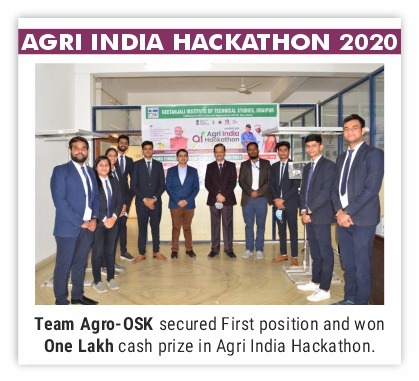 AGRI INDIA HACKATHON 2020
GEETANJALI INSTITUTE OF TECHNICAL STUDIES, UDAIPUR
Agri India
Hackathon
Team Agro-OSK secured First position and won
One Lakh cash prize in Agri India Hackathon.